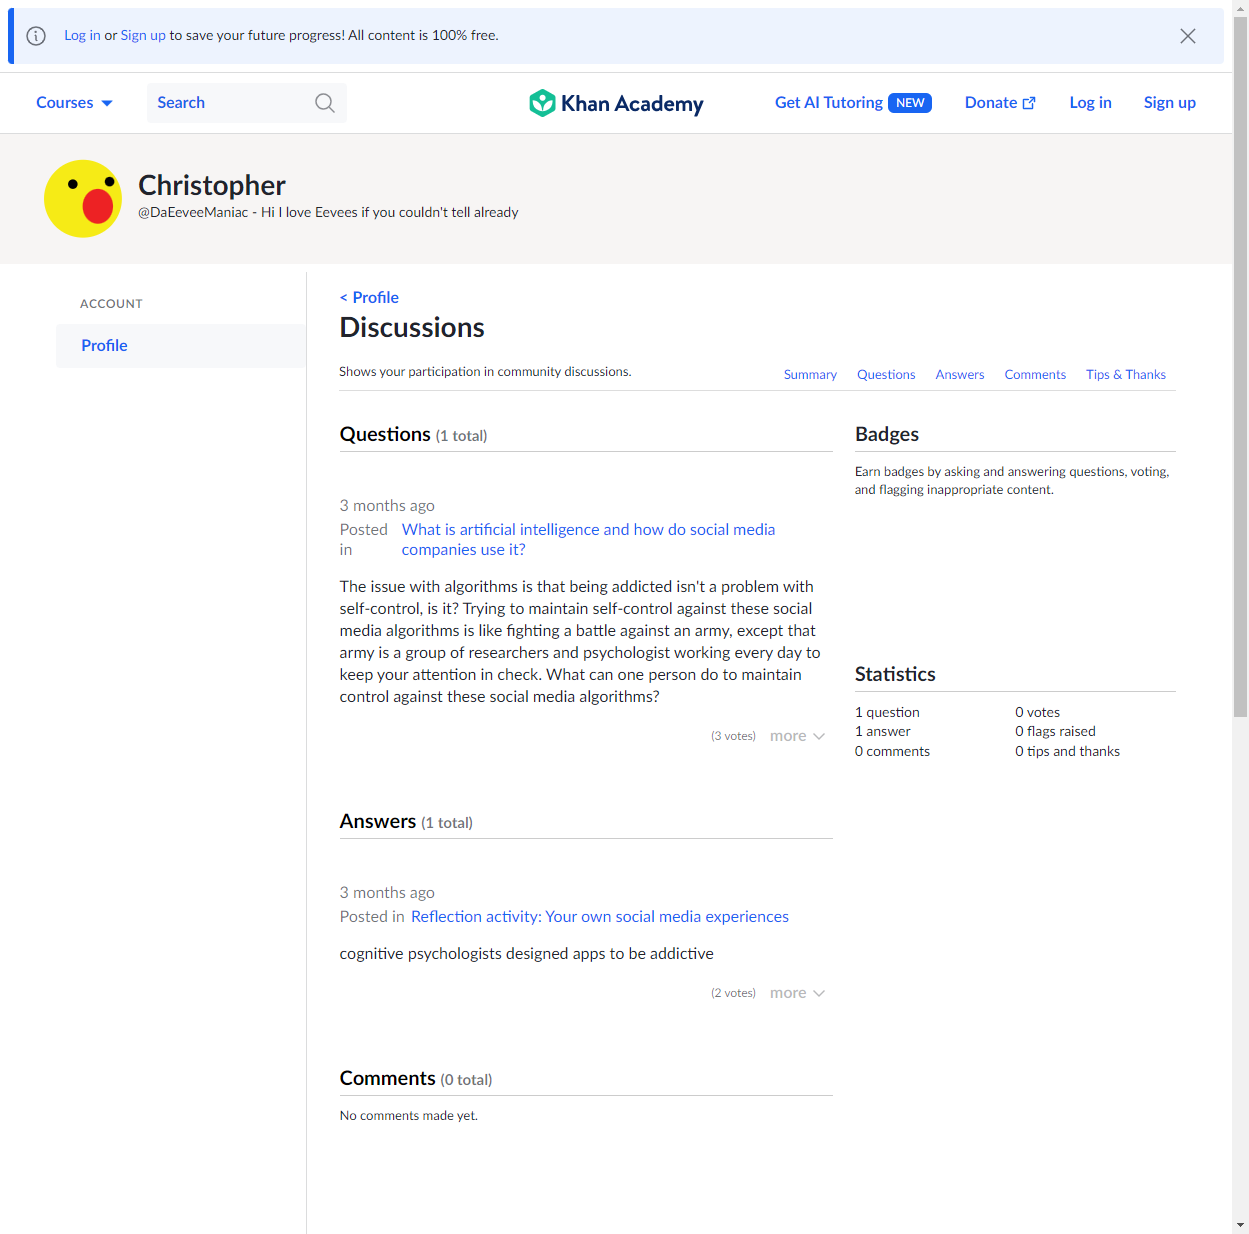 Log in or Sign up to save your future progress! All content is 100% free.
Courses
Search
Khan Academy
Get AI Tutoring NEW
Donate
Log in
Sign up
Christopher
@DaEeveeManiac - Hi I love Eevees if you couldn't tell already
ACCOUNT
Profile
< Profile
Discussions
Shows your participation in community discussions.
Summary
Questions
Answers
Comments
Tips & Thanks
Questions (1 total)
3 months ago
Posted in
What is artificial intelligence and how do social media
companies use it?
The issue with algorithms is that being addicted isn't a problem with
self-control, is it? Trying to maintain self-control against these social
media algorithms is like fighting a battle against an army, except that
army is a group of researchers and psychologist working every day to
keep your attention in check. What can one person do to maintain
control against these social media algorithms?
(3 votes)
more
Answers (1 total)
3 months ago
Posted in Reflection activity: Your own social media experiences
cognitive psychologists designed apps to be addictive
(2 votes)
more
Comments (0 total)
No comments made yet.
Badges
Earn badges by asking and answering questions, voting,
and flagging inappropriate content.
Statistics
1 question
1 answer
0 comments
0 votes
0 flags raised
0 tips and thanks